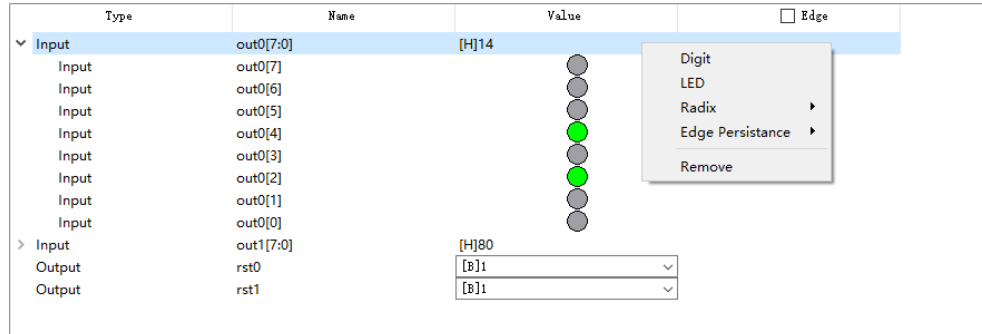 Type Name Value Edge
Input out0[7:0] [H]14
Input out0[7]
Input out0[6]
Input out0[5]
Input out0[4]
Input out0[3]
Input out0[2]
Input out0[1]
Input out0[0]
Input out1[7:0] [H]80
Output rst0 [B]1
Output rst1 [B]1
Digit
LED
Radix
Edge Persistance
Remove